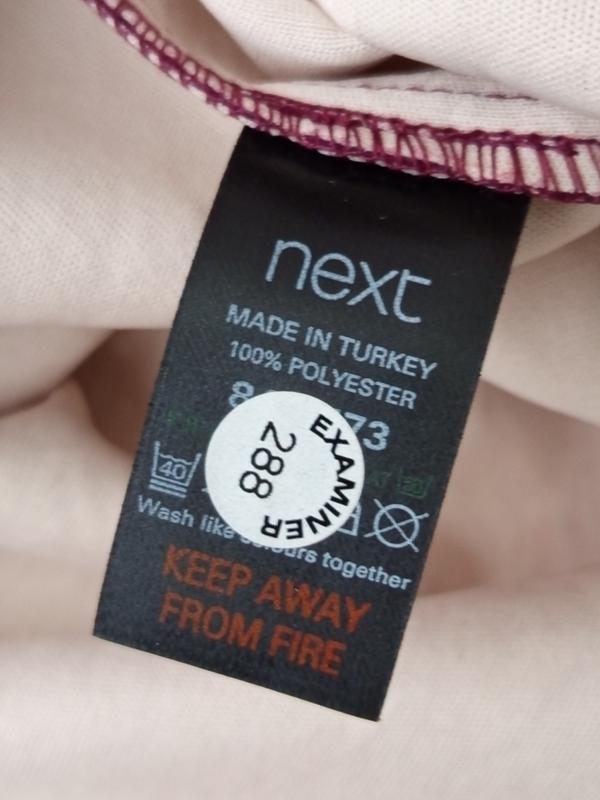 next
MADE IN TURKEY
100% POLYESTER
EXAMINER
288
40
Wash like colours together
KEEP AWAY
FROM FIRE